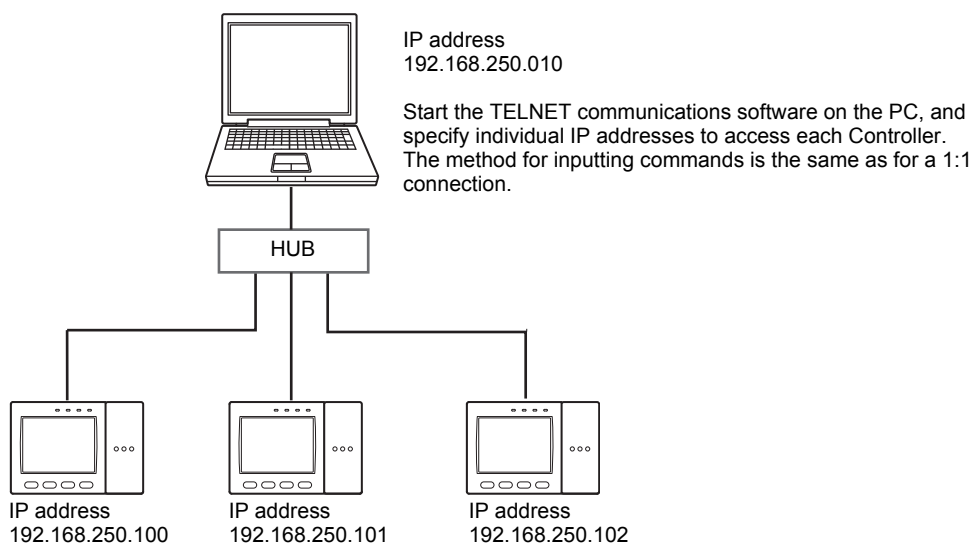 IP address
192.168.250.010
Start the TELNET communications software on the PC, and
specify individual IP addresses to access each Controller.
The method for inputting commands is the same as for a 1:1
connection.
HUB
IP address
192.168.250.100
IP address
192.168.250.101
IP address
192.168.250.102